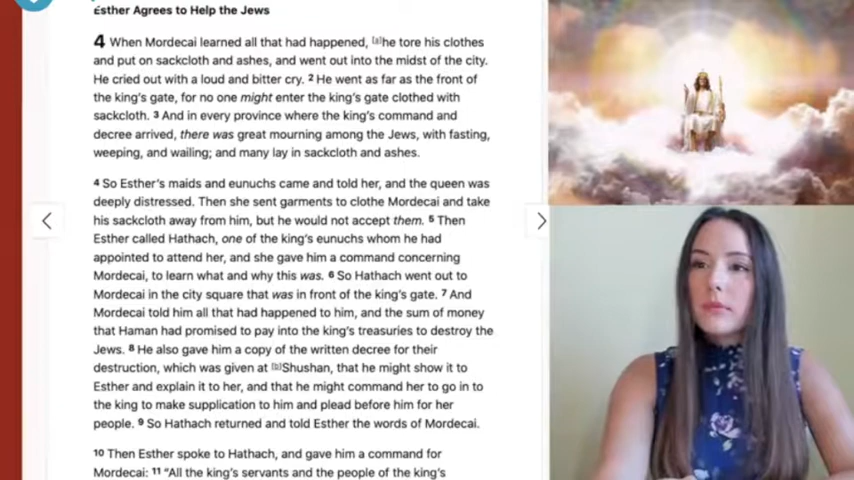 Esther Agrees to Help the Jews
4 When Mordecai learned all that had happened, [a]he tore his clothes
and put on sackcloth and ashes, and went out into the midst of the city.
He cried out with a loud and bitter cry. 2 He went as far as the front of
the king's gate, for no one might enter the king's gate clothed with
sackcloth. 3 And in every province where the king's command and
decree arrived, there was great mourning among the Jews, with fasting,
weeping, and wailing; and many lay in sackcloth and ashes.
4 So Esther's maids and eunuchs came and told her, and the queen was
deeply distressed. Then she sent garments to clothe Mordecai and take
his sackcloth away from him, but he would not accept them. 5 Then
Esther called Hathach, one of the king's eunuchs whom he had
appointed to attend her, and she gave him a command concerning
Mordecai, to learn what and why this was. 6 So Hathach went out to
Mordecai in the city square that was in front of the king's gate. 7 And
Mordecai told him all that had happened to him, and the sum of money
that Haman had promised to pay into the king's treasuries to destroy the
Jews. 8 He also gave him a copy of the written decree for their
destruction, which was given at [b]Shushan, that he might show it to
Esther and explain it to her, and that he might command her to go in to
the king to make supplication to him and plead before him for her
people. 9 So Hathach returned and told Esther the words of Mordecai.
10 Then Esther spoke to Hathach, and gave him a command for
Mordecai: 11 "All the king's servants and the people of the king's